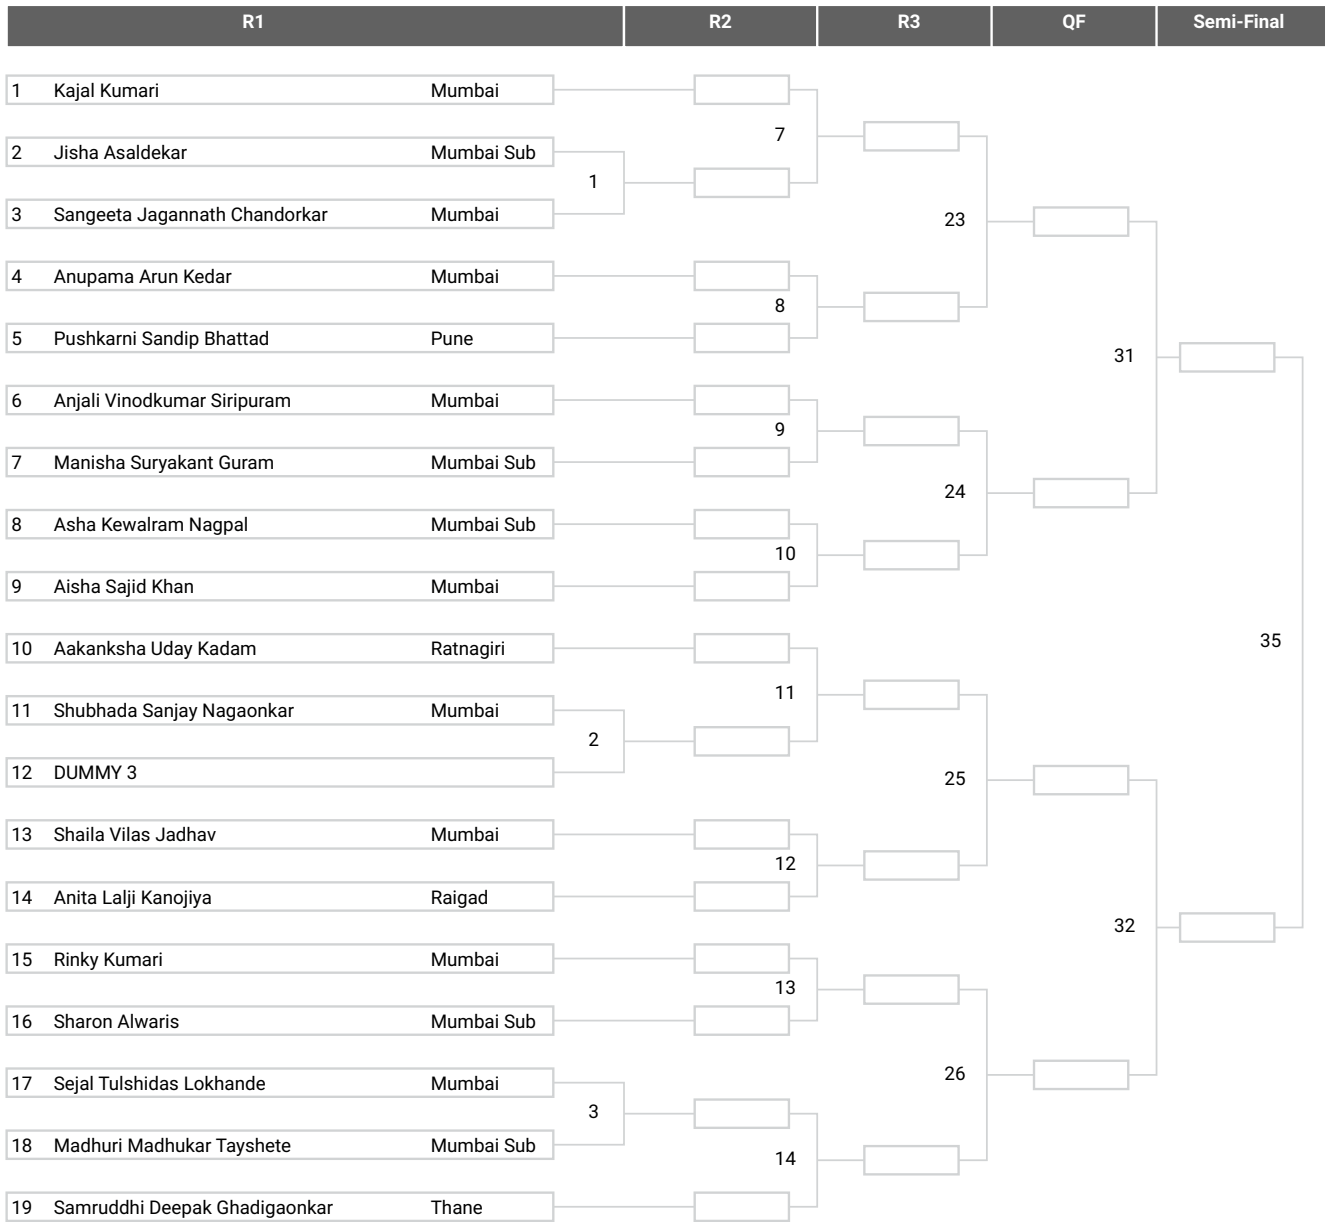 R1 R2 R3 QF Semi-Final
1 Kajal Kumari Mumbai
7
2 Jisha Asaldekar Mumbai Sub
1
3 Sangeeta Jagannath Chandorkar Mumbai
23
4 Anupama Arun Kedar Mumbai
8
5 Pushkarni Sandip Bhattad Pune
31
6 Anjali Vinodkumar Siripuram Mumbai
9
7 Manisha Suryakant Guram Mumbai Sub
24
8 Asha Kewalram Nagpal Mumbai Sub
10
9 Aisha Sajid Khan Mumbai
35
10 Aakanksha Uday Kadam Ratnagiri
11
11 Shubhada Sanjay Nagaonkar Mumbai
2
12 DUMMY 3
25
13 Shaila Vilas Jadhav Mumbai
12
14 Anita Lalji Kanojiya Raigad
32
15 Rinky Kumari Mumbai
13
16 Sharon Alwaris Mumbai Sub
26
17 Sejal Tulshidas Lokhande Mumbai
3
18 Madhuri Madhukar Tayshete Mumbai Sub
14
19 Samruddhi Deepak Ghadigaonkar Thane